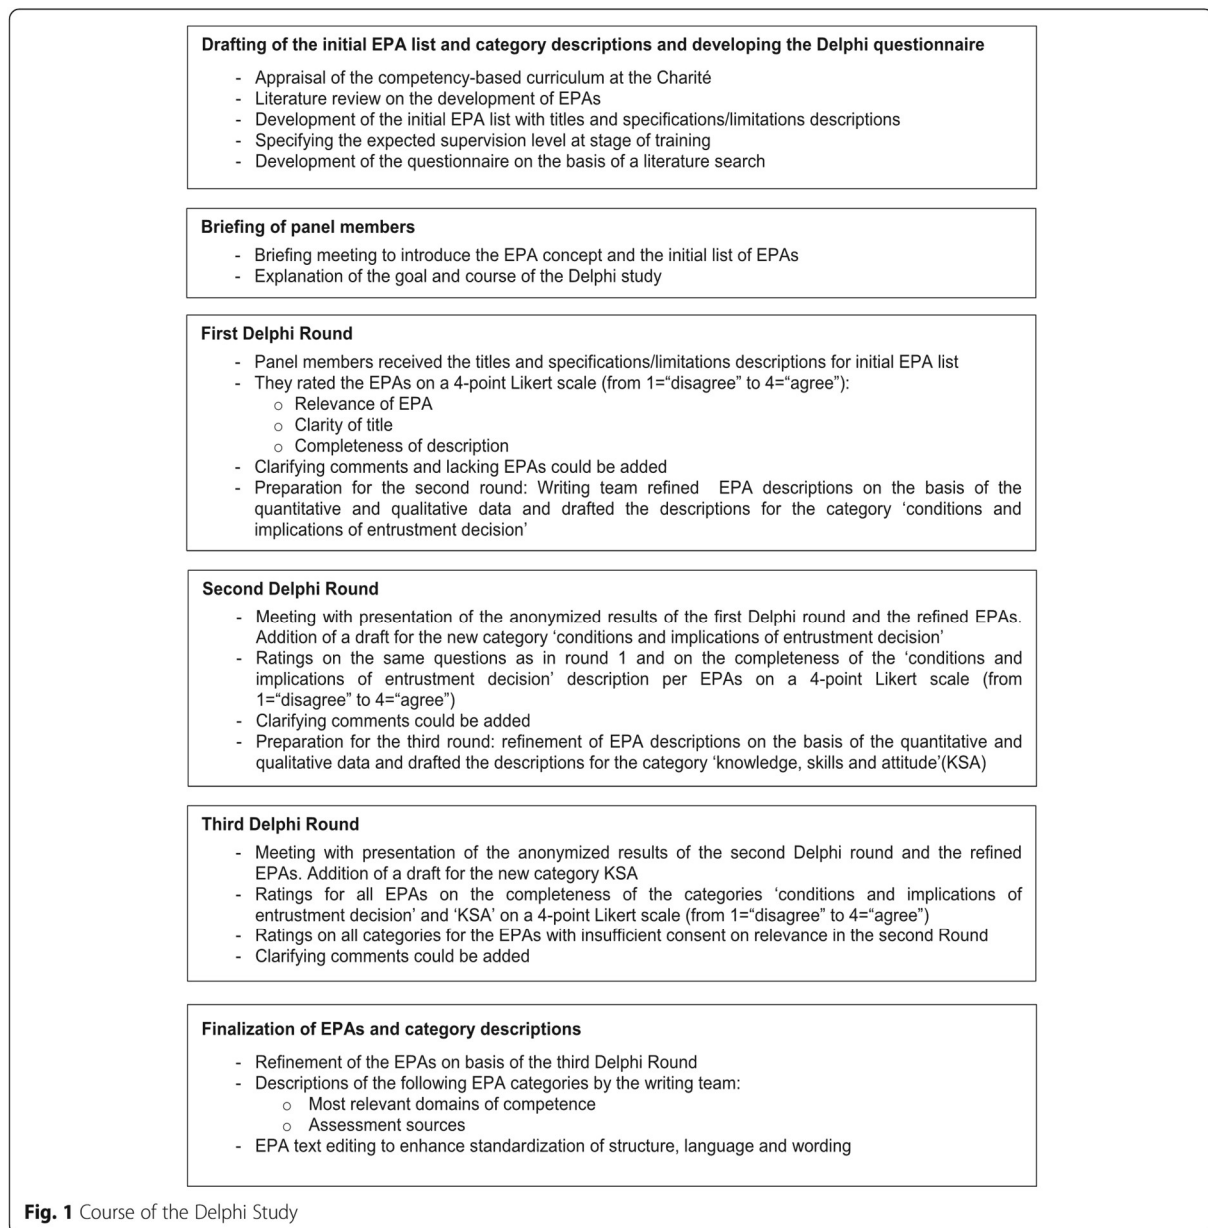 Drafting of the initial EPA list and category descriptions and developing the Delphi questionnaire
- Appraisal of the competency-based curriculum at the Charité
- Literature review on the development of EPAs
- Development of the initial EPA list with titles and specifications/limitations descriptions
- Specifying the expected supervision level at stage of training
- Development of the questionnaire on the basis of a literature search
Briefing of panel members
- Briefing meeting to introduce the EPA concept and the initial list of EPAs
- Explanation of the goal and course of the Delphi study
First Delphi Round
- Panel members received the titles and specifications/limitations descriptions for initial EPA list
- They rated the EPAs on a 4-point Likert scale (from 1=“disagree” to 4=“agree”):
o Relevance of EPA
o Clarity of title
o Completeness of description
- Clarifying comments and lacking EPAs could be added
- Preparation for the second round: Writing team refined EPA descriptions on the basis of the
quantitative and qualitative data and drafted the descriptions for the category ‘conditions and
implications of entrustment decision’
Second Delphi Round
- Meeting with presentation of the anonymized results of the first Delphi round and the refined EPAs.
Addition of a draft for the new category ‘conditions and implications of entrustment decision’
- Ratings on the same questions as in round 1 and on the completeness of the ‘conditions and
implications of entrustment decision’ description per EPAs on a 4-point Likert scale (from
1=“disagree” to 4=“agree”)
- Clarifying comments could be added
- Preparation for the third round: refinement of EPA descriptions on the basis of the quantitative and
qualitative data and drafted the descriptions for the category ‘knowledge, skills and attitude’(KSA)
Third Delphi Round
- Meeting with presentation of the anonymized results of the second Delphi round and the refined
EPAs. Addition of a draft for the new category KSA
- Ratings for all EPAs on the completeness of the categories ‘conditions and implications of
entrustment decision’ and ‘KSA’ on a 4-point Likert scale (from 1=“disagree” to 4=“agree”)
- Ratings on all categories for the EPAs with insufficient consent on relevance in the second Round
- Clarifying comments could be added
Finalization of EPAs and category descriptions
- Refinement of the EPAs on basis of the third Delphi Round
- Descriptions of the following EPA categories by the writing team:
o Most relevant domains of competence
o Assessment sources
- EPA text editing to enhance standardization of structure, language and wording
Fig. 1 Course of the Delphi Study